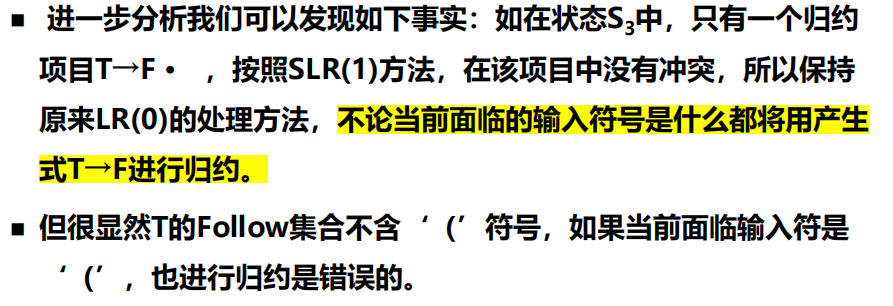 ▪ 进一步分析我们可以发现如下事实：如在状态S3中，只有一个归约
项目T→F· ，按照SLR(1)方法，在该项目中没有冲突，所以保持
原来LR(0)的处理方法，不论当前面临的输入符号是什么都将用产生
式T→F进行归约。
▪ 但很显然T的Follow集合不含‘（’符号，如果当前面临输入符是
‘（’，也进行归约是错误的。